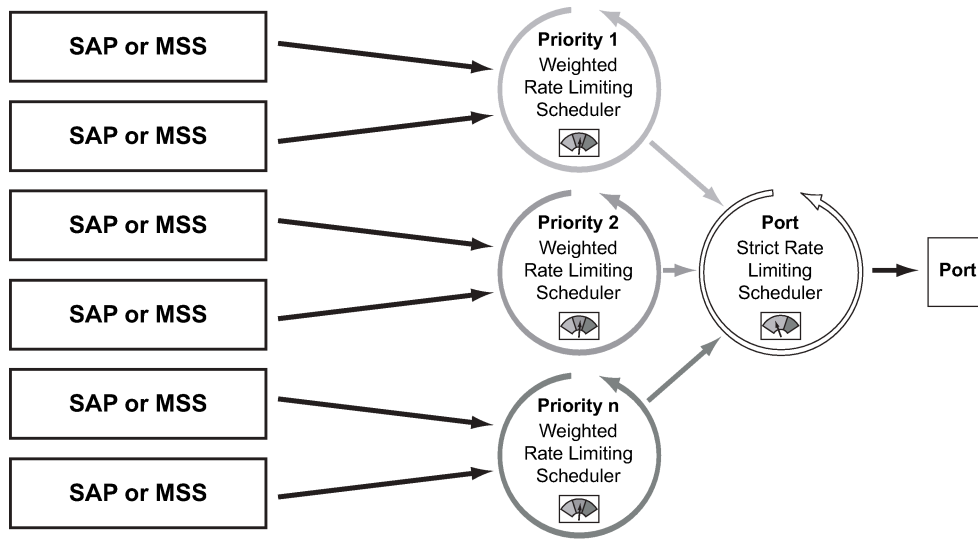 SAP or MSS
SAP or MSS
SAP or MSS
SAP or MSS
SAP or MSS
SAP or MSS
Priority 1
Weighted
Rate Limiting
Scheduler
Priority 2
Weighted
Rate Limiting
Scheduler
Priority n
Weighted
Rate Limiting
Scheduler
Port
Strict Rate
Limiting
Scheduler
Port